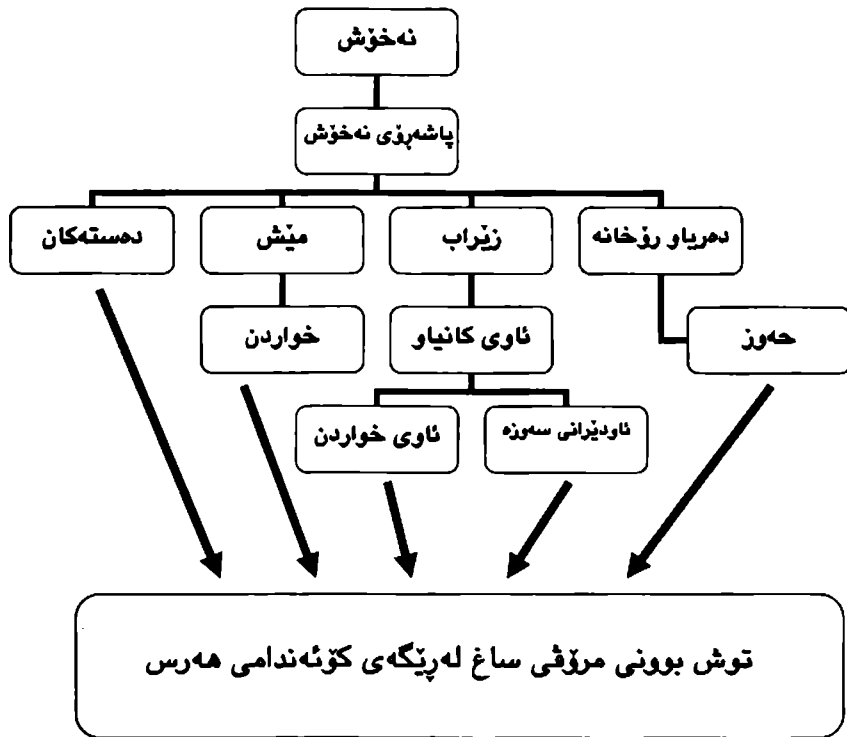 نەخۆش
پاشەڕۆی نەخۆش
دەریاو رۆخانە
زێراب
مێش
دەستەکان
حەوز
ئاوی کانیاو
خواردن
ئاودێرانی سەوزە
ئاوی خواردن
توش بوونی مرۆڤی ساغ لەڕێگەی کۆئەندامی هەرس